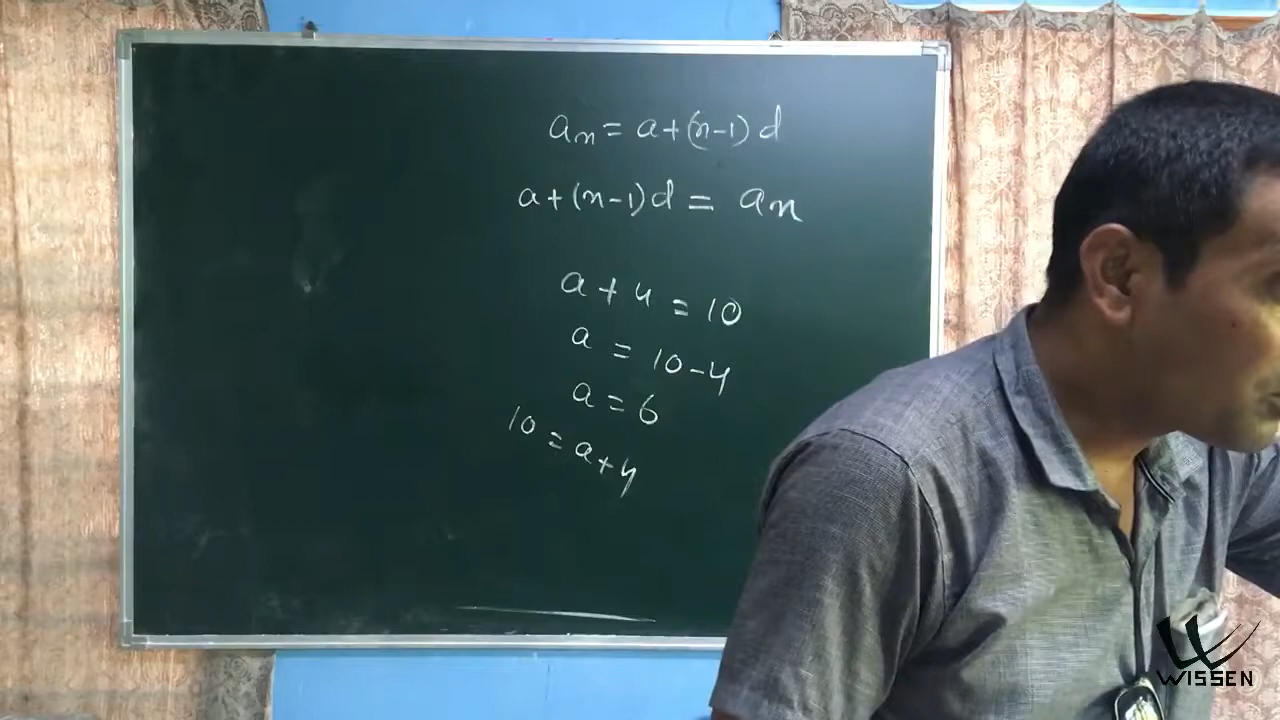 an = a+(n-1)d
a+(n-1)d = an
a+4 = 10
a = 10-4
a = 6
10 = a+4
WISSEN